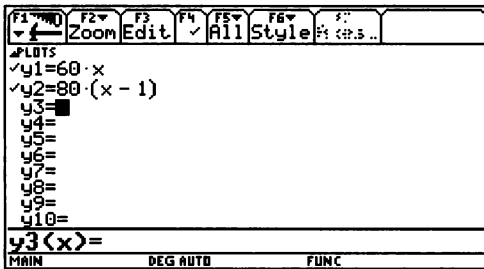 F1 F2 F3 F4 F5 F6
Zoom Edit ✓ All Style
PLOTS
✓y1=60·x
✓y2=80·(x - 1)
y3=
y4=
y5=
y6=
y7=
y8=
y9=
y10=
y3(x)=
MAIN DEG AUTO FUNC